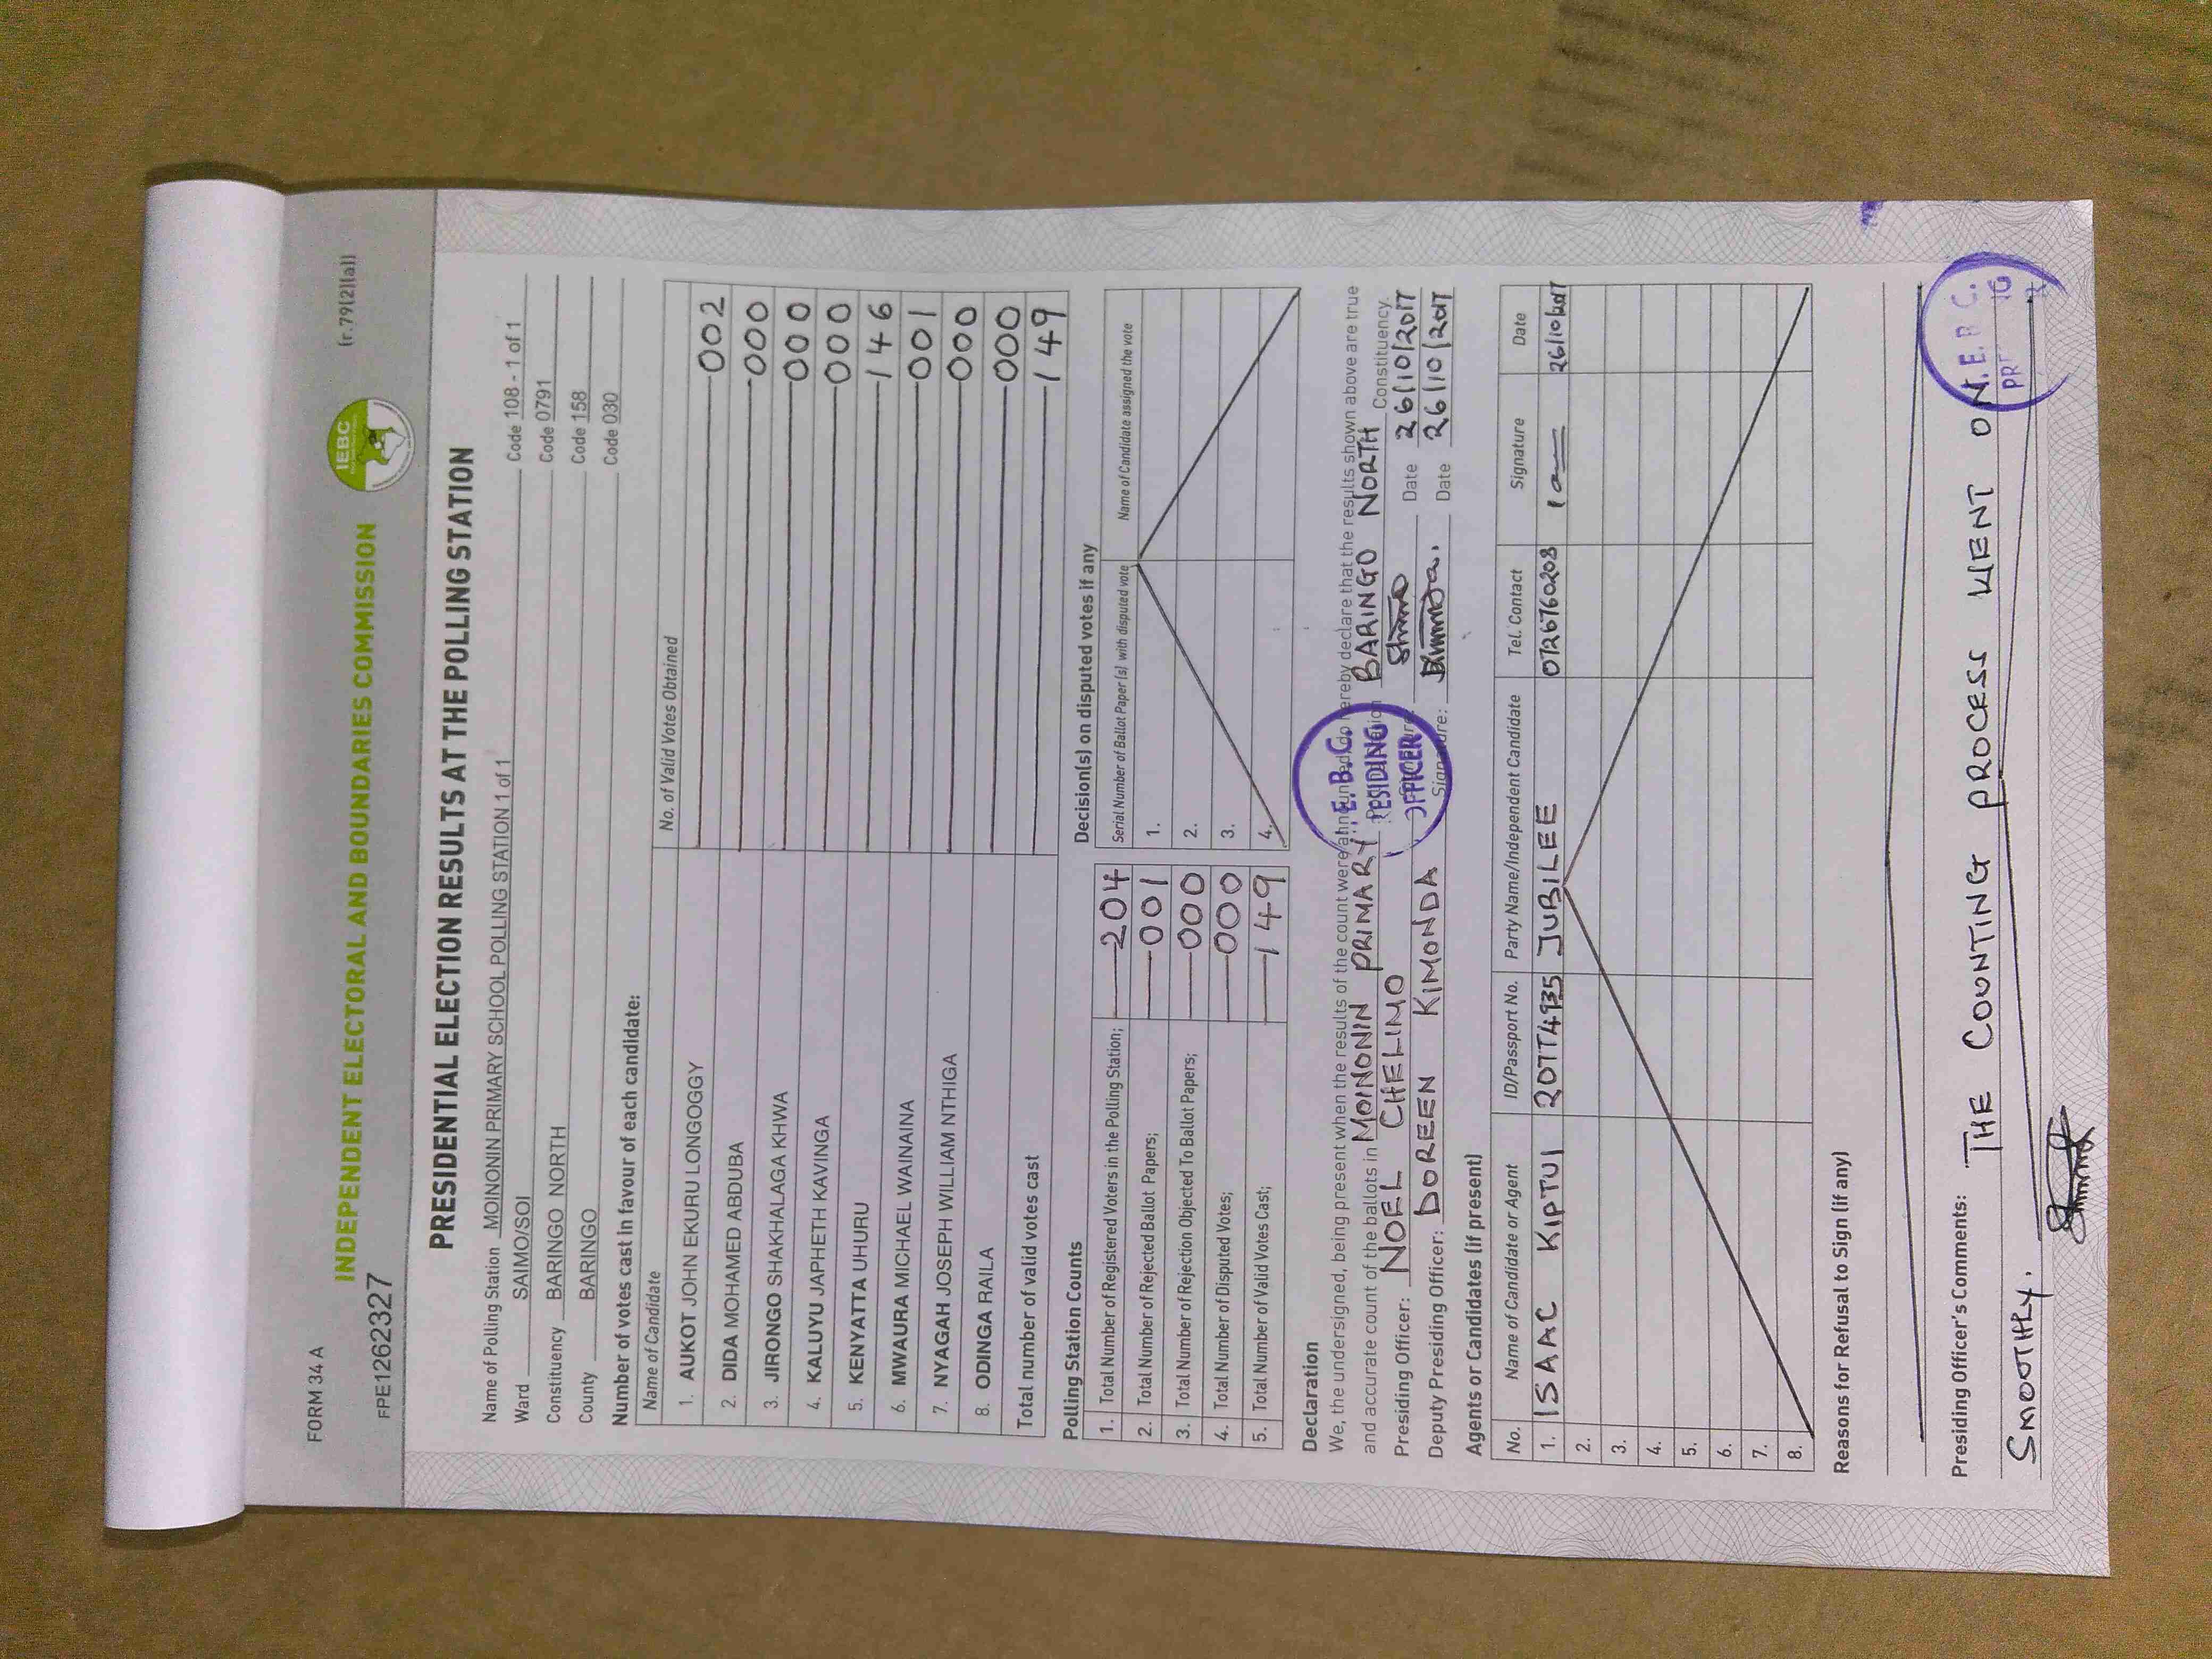 FORM 34 A
(r.79(2)(a))
IEBC
INDEPENDENT ELECTORAL AND BOUNDARIES COMMISSION
FPE1262327
PRESIDENTIAL ELECTION RESULTS AT THE POLLING STATION
Name of Polling Station MOINONIN PRIMARY SCHOOL POLLING STATION 1 of 1 Code 108 - 1 of 1
Ward SAIMO/SOI Code 0791
Constituency BARINGO NORTH Code 158
County BARINGO Code 030
Number of votes cast in favour of each candidate:
Name of Candidate No. of Valid Votes Obtained
1. AUKOT JOHN EKURU LONGOGGY 002
2. DIDA MOHAMED ABDUBA 000
3. JIRONGO SHAKHALAGA KHWA 000
4. KALUYU JAPHETH KAVINGA 000
5. KENYATTA UHURU 146
6. MWAURA MICHAEL WAINAINA 001
7. NYAGAH JOSEPH WILLIAM NTHIGA 000
8. ODINGA RAILA 000
Total number of valid votes cast 149
Polling Station Counts
1. Total Number of Registered Voters in the Polling Station; 204
2. Total Number of Rejected Ballot Papers; 001
3. Total Number of Rejection Objected To Ballot Papers; 000
4. Total Number of Disputed Votes; 000
5. Total Number of Valid Votes Cast; 149
Decision(s) on disputed votes if any
Serial Number of Ballot Paper(s) with disputed vote Name of Candidate assigned the vote
1.
2.
3.
4.
Declaration
We, the undersigned, being present when the results of the count were announced, do hereby declare that the results shown above are true
and accurate count of the ballots in MOINONIN PRIMARY BARINGO NORTH Constituency.
Presiding Officer: NOEL CHELIMO Date 26/10/2017
Deputy Presiding Officer: DOREEN KIMONDA Signature: Date 26/10/2017
I.E.B.C.
PRESIDING
OFFICER
Agents or Candidates (if present)
No. Name of Candidate or Agent ID/Passport No. Party Name/Independent Candidate Tel. Contact Signature Date
1. ISAAC KIPTUI 20774935 JUBILEE 0726760208 26/10/2017
2.
3.
4.
5.
6.
7.
8.
Reasons for Refusal to Sign (if any)
Presiding Officer's Comments: THE COUNTING PROCESS WENT ON
SMOOTHLY.